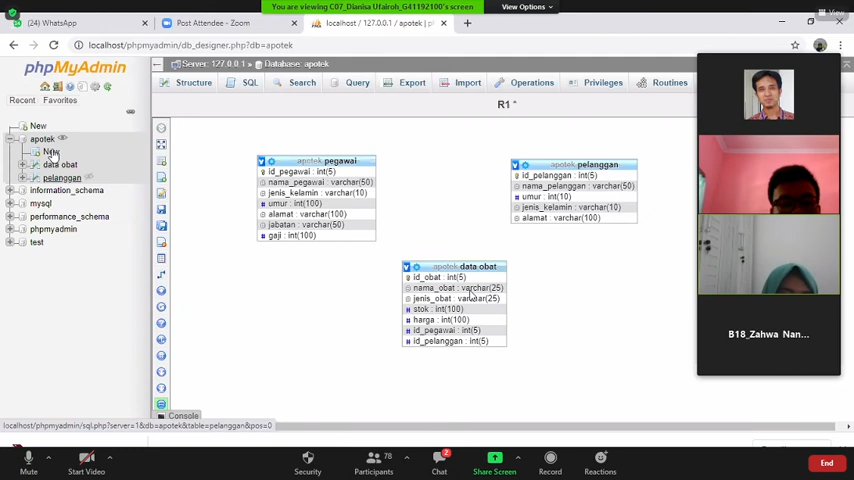 You are viewing C07_Dianisa Ufairoh_G41192100's screen
View Options
(24) WhatsApp
Post Attendee - Zoom
localhost / 127.0.0.1 / apotek | p
View
localhost/phpmyadmin/db_designer.php?db=apotek
phpMyAdmin
Recent
Favorites
New
apotek
New
data obat
pelanggan
information_schema
mysql
performance_schema
phpmyadmin
test
Server: 127.0.0.1 » Database: apotek
Structure
SQL
Search
Query
Export
Import
Operations
Privileges
Routines
R1 *
apotek pegawai
id_pegawai : int(5)
nama_pegawai : varchar(50)
jenis_kelamin : varchar(10)
umur : int(100)
alamat : varchar(100)
jabatan : varchar(50)
gaji : int(100)
apotek pelanggan
id_pelanggan : int(5)
nama_pelanggan : varchar(50)
umur : int(10)
jenis_kelamin : varchar(10)
alamat : varchar(100)
apotek data obat
id_obat : int(5)
nama_obat : varchar(25)
jenis_obat : varchar(25)
stok : int(100)
harga : int(100)
id_pegawai : int(5)
id_pelanggan : int(5)
B18_Zahwa Nan...
Console
localhost/phpmyadmin/sql.php?server=1&db=apotek&table=pelanggan&pos=0
Mute
Start Video
Security
78
Participants
2
Chat
Share Screen
Record
Reactions
End